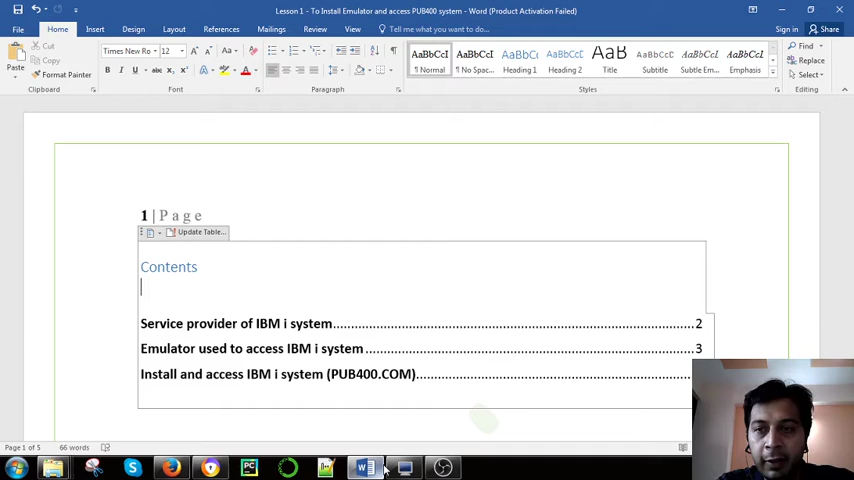 Lesson 1 - To Install Emulator and access PUB400 system - Word (Product Activation Failed)
File Home Insert Design Layout References Mailings Review View Tell me what you want to do... Sign in Share
Paste Cut Copy Format Painter Clipboard
Times New Ro 12 Aa B I U Font
Paragraph
AaBbCcI AaBbCcI AaBbCc AaBbCc AaBb AaBbCcI AaBbCcI AaBbCcI
¶ Normal ¶ No Spac... Heading 1 Heading 2 Title Subtitle Subtle Em... Emphasis
Styles
Find Replace Select Editing
1 | P a g e
Update Table...
Contents
Service provider of IBM i system 2
Emulator used to access IBM i system 3
Install and access IBM i system (PUB400.COM)
Page 1 of 5 66 words